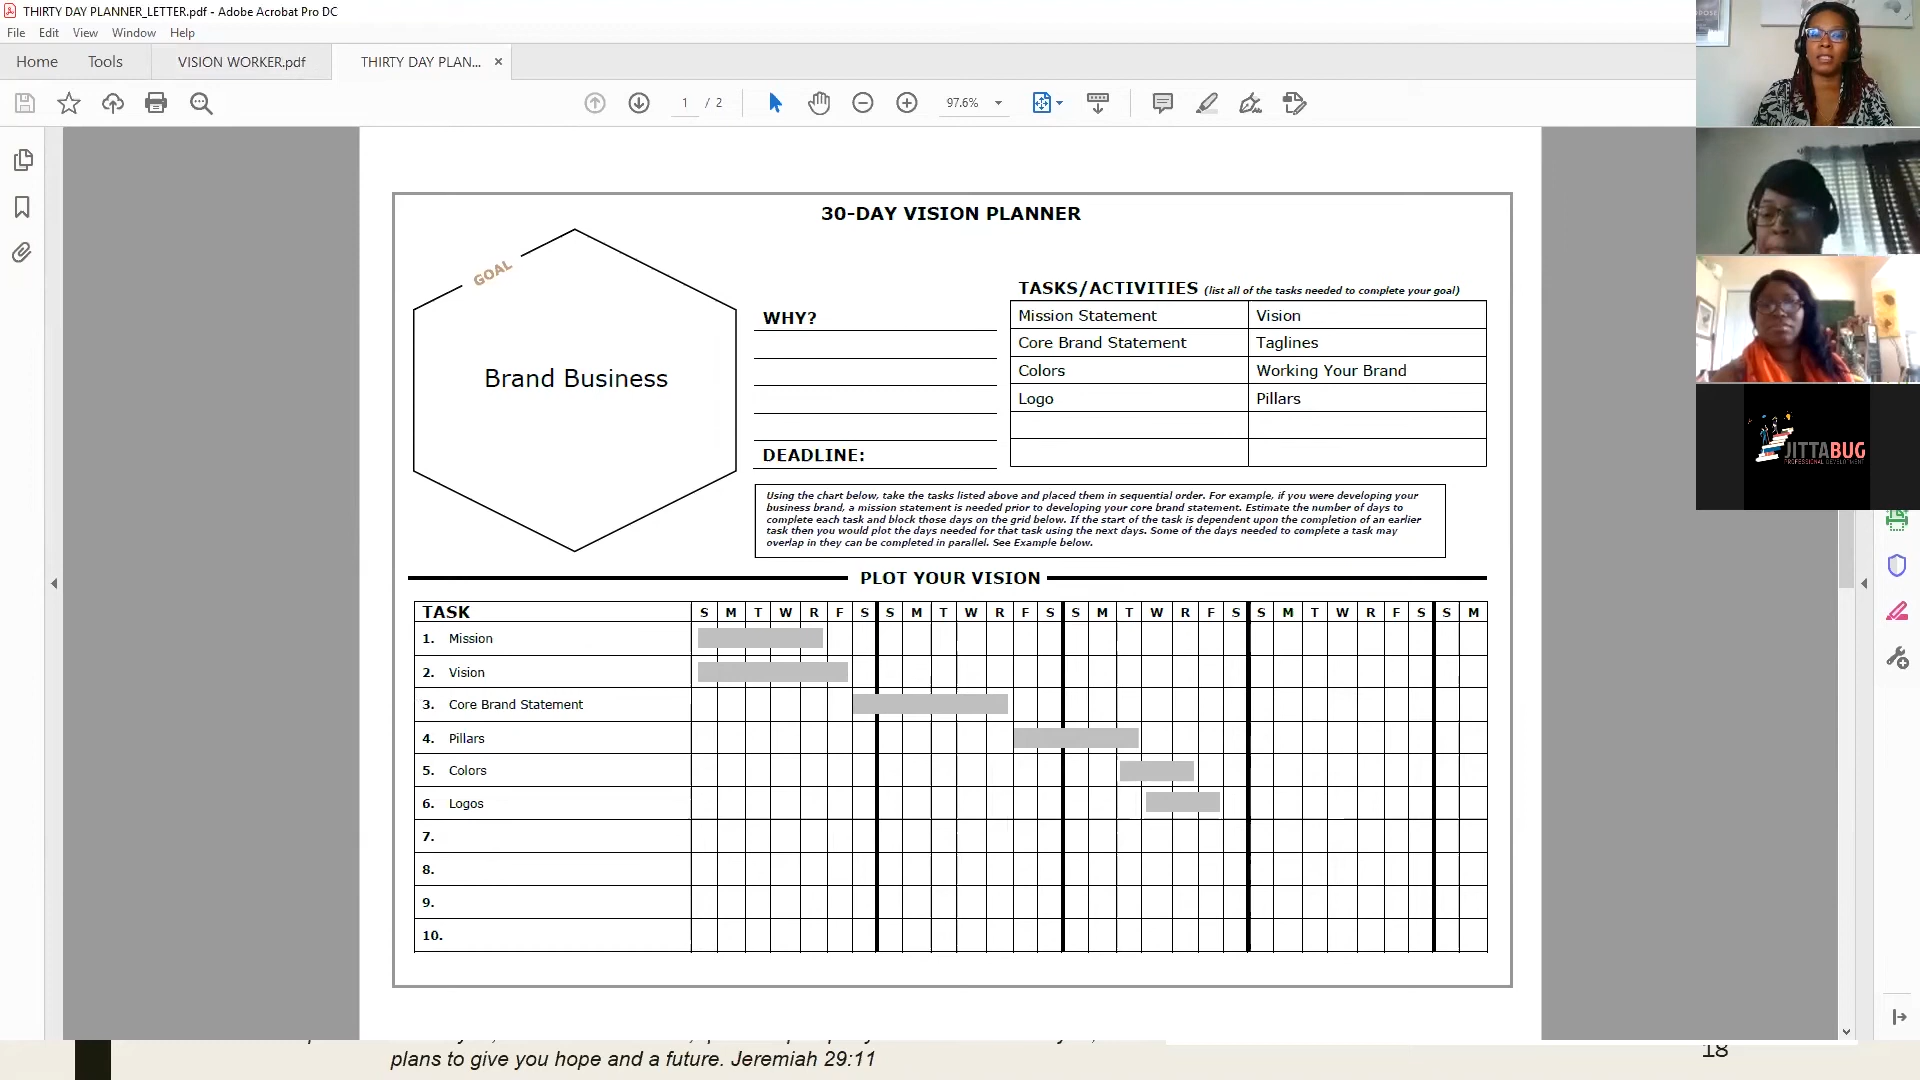 THIRTY DAY PLANNER_LETTER.pdf - Adobe Acrobat Pro DC
File Edit View Window Help
Home Tools VISION WORKER.pdf THIRTY DAY PLAN... ×
1 / 2 97.6%
30-DAY VISION PLANNER
GOAL
Brand Business
WHY?
DEADLINE:
TASKS/ACTIVITIES (list all of the tasks needed to complete your goal)
Mission Statement Vision
Core Brand Statement Taglines
Colors Working Your Brand
Logo Pillars
Using the chart below, take the tasks listed above and placed them in sequential order. For example, if you were developing your
business brand, a mission statement is needed prior to developing your core brand statement. Estimate the number of days to
complete each task and block those days on the grid below. If the start of the task is dependent upon the completion of an earlier
task then you would plot the days needed for that task using the next days. Some of the days needed to complete a task may
overlap in they can be completed in parallel. See Example below.
PLOT YOUR VISION
TASK S M T W R F S S M T W R F S S M T W R F S S M T W R F S S M
1. Mission
2. Vision
3. Core Brand Statement
4. Pillars
5. Colors
6. Logos
7.
8.
9.
10.
plans to give you hope and a future. Jeremiah 29:11
18
JITTABUG
PROFESSIONAL DEVELOPMENT